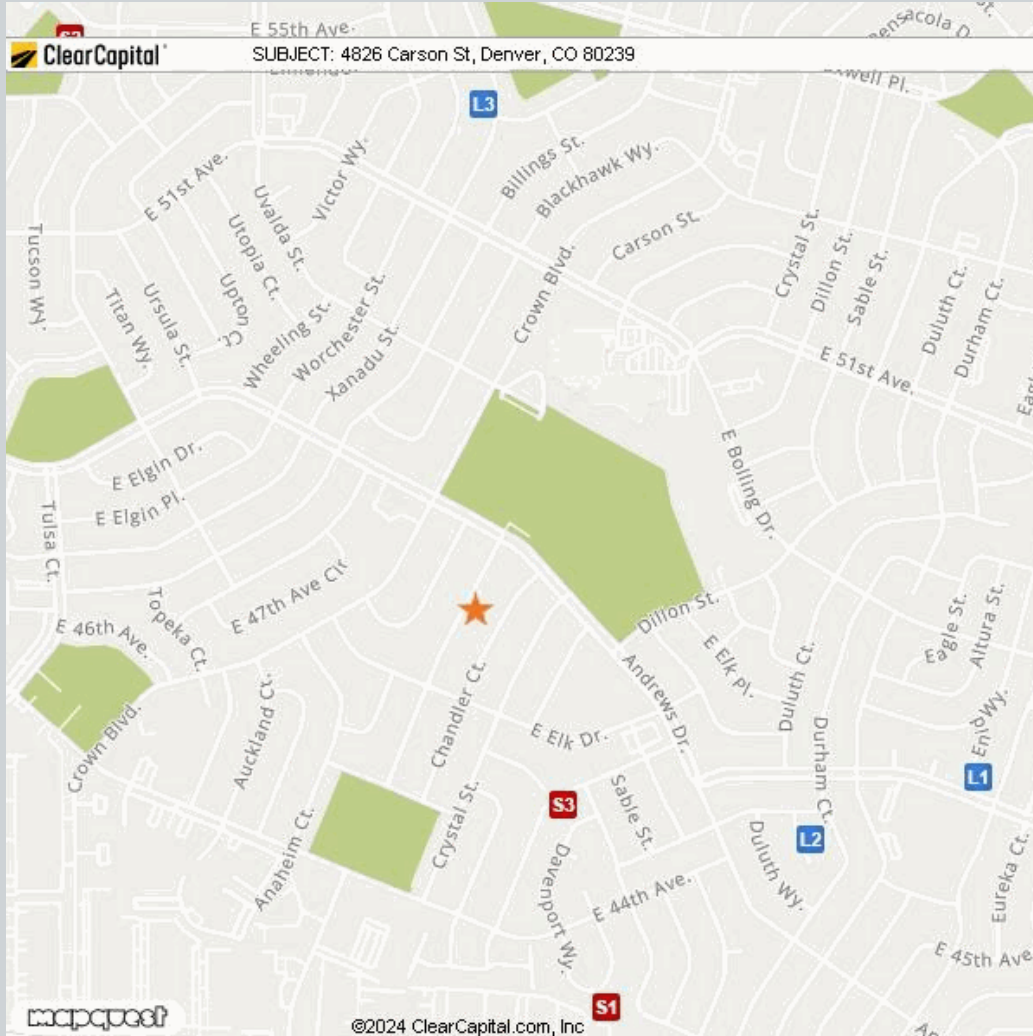 E 55th Ave.
ClearCapital
SUBJECT: 4826 Carson St, Denver, CO 80239
L3
E 51st Ave.
Uvalda St.
Victor Wy.
Billings St.
Blackhawk Wy.
Carson St.
Crystal St.
Dillon St.
Sable St.
Duluth Ct.
Durham Ct.
Tucson Wy.
Utopia Ct.
Upton Ct.
Titan Wy.
Ursula St.
Wheeling St.
Worchester St.
Xanadu St.
Crown Blvd.
E 51st Ave.
E Elgin Dr.
E Elgin Pl.
E Bolling Dr.
Tulsa Ct.
Topeka Ct.
E 47th Ave
E 46th Ave.
Dillon St.
E Elk Pl.
Eagle St.
Altura St.
Crown Blvd.
Auckland Ct.
Chandler Ct.
E Elk Dr.
Andrews Dr.
Duluth Ct.
Durham Ct.
Enid Wy.
L1
S3
Sable St.
L2
Anaheim Ct.
Crystal St.
Davenport Wy.
E 44th Ave.
Duluth Wy.
Eureka Ct.
E 45th Ave
S1
mapquest
©2024 ClearCapital.com, Inc